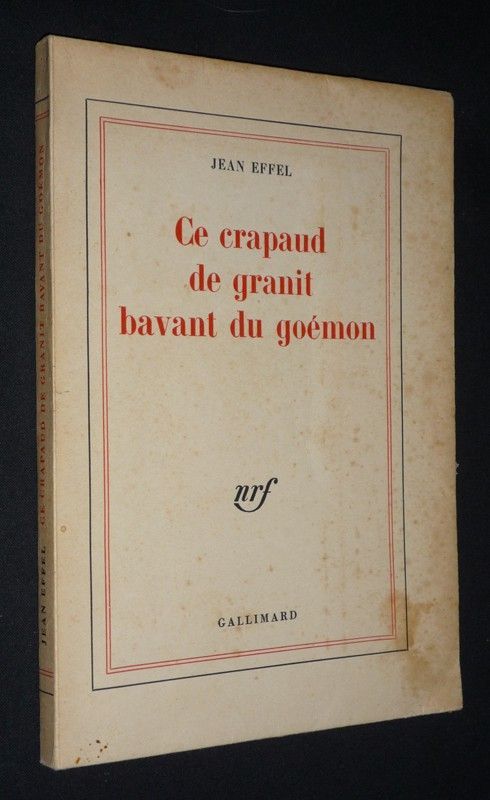 JEAN EFFEL
Ce crapaud
de granit
bavant du goémon
nrf
GALLIMARD
JEAN EFFEL CE CRAPAUD DE GRANIT BAVANT DU GOÉMON